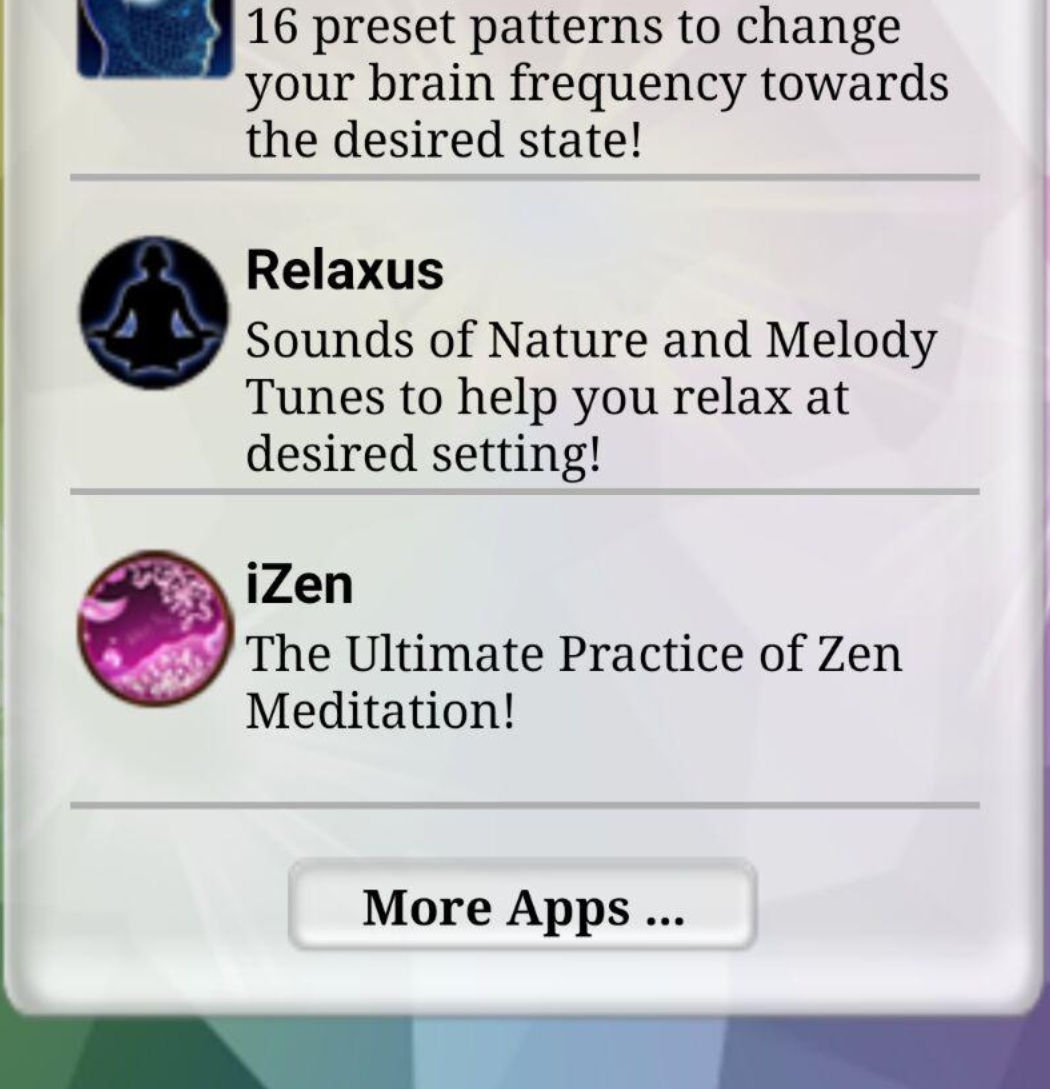 16 preset patterns to change
your brain frequency towards
the desired state!
Relaxus
Sounds of Nature and Melody
Tunes to help you relax at
desired setting!
iZen
The Ultimate Practice of Zen
Meditation!
More Apps ...